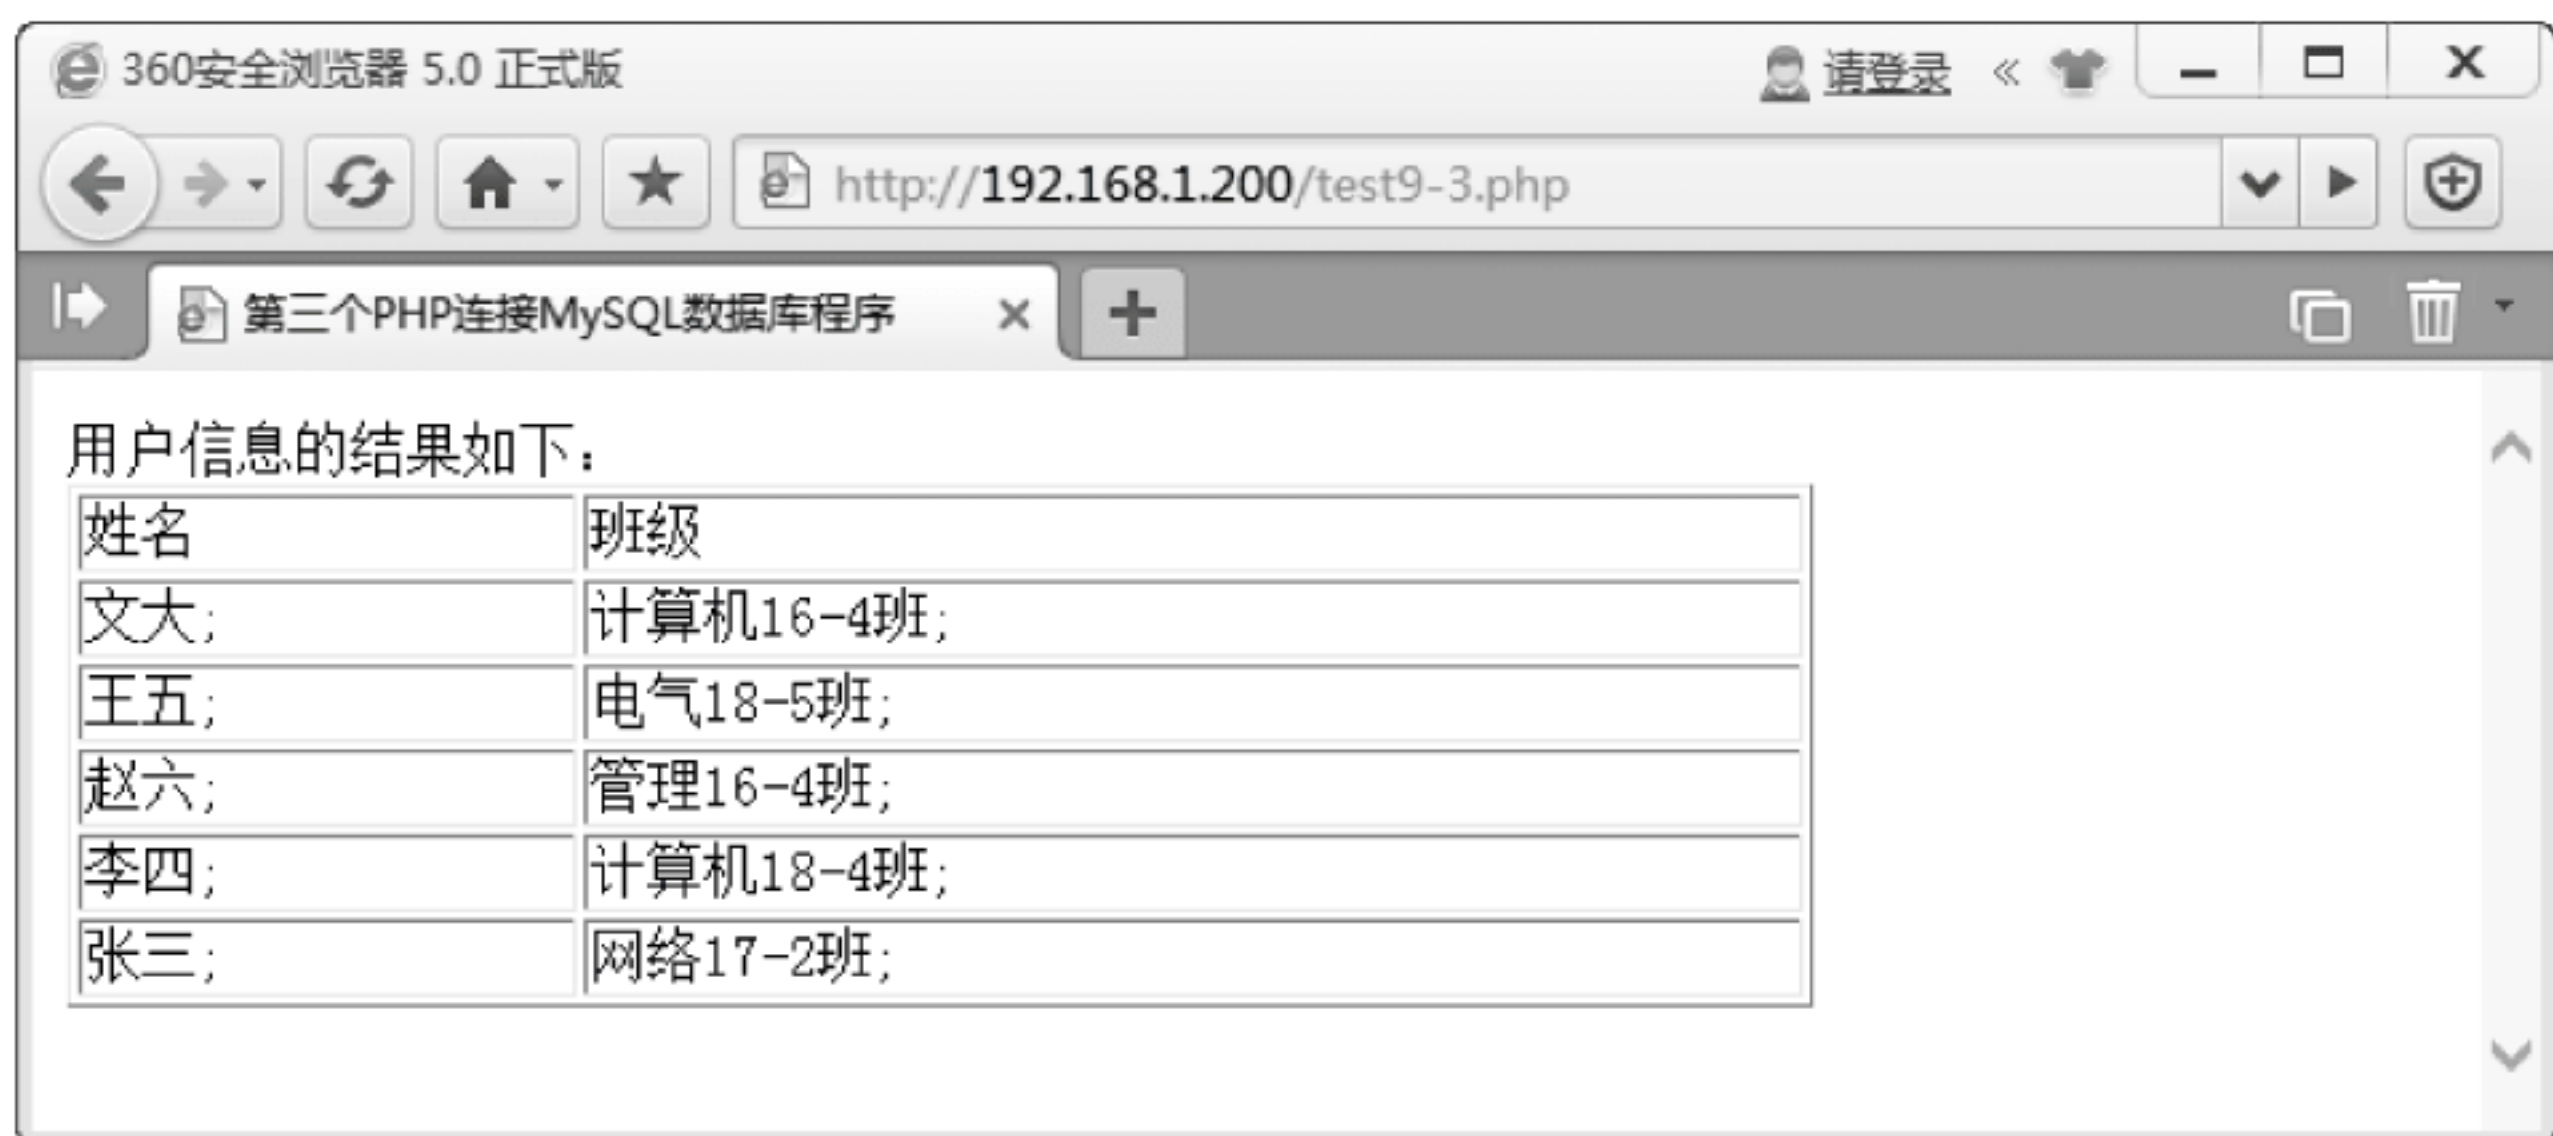 360安全浏览器 5.0 正式版 请登录 «
http://192.168.1.200/test9-3.php
第三个PHP连接MySQL数据库程序
用户信息的结果如下：
姓名 班级
文大; 计算机16-4班;
王五; 电气18-5班;
赵六; 管理16-4班;
李四; 计算机18-4班;
张三; 网络17-2班;